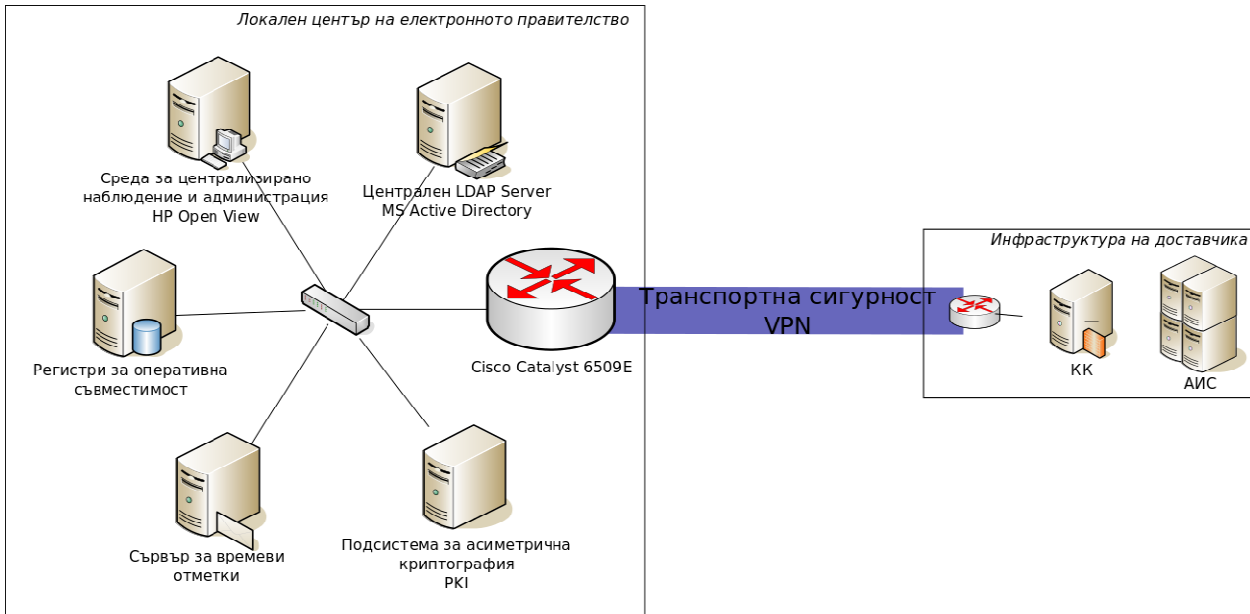 Локален център на електронното правителство
Среда за централизирано
наблюдение и администрация
HP Open View
Централен LDAP Server
MS Active Directory
Регистри за оперативна
съвместимост
Cisco Catalyst 6509E
Транспортна сигурност
VPN
Инфраструктура на доставчика
КК
АИС
Сървър за времеви
отметки
Подсистема за асиметрична
криптография
PKI